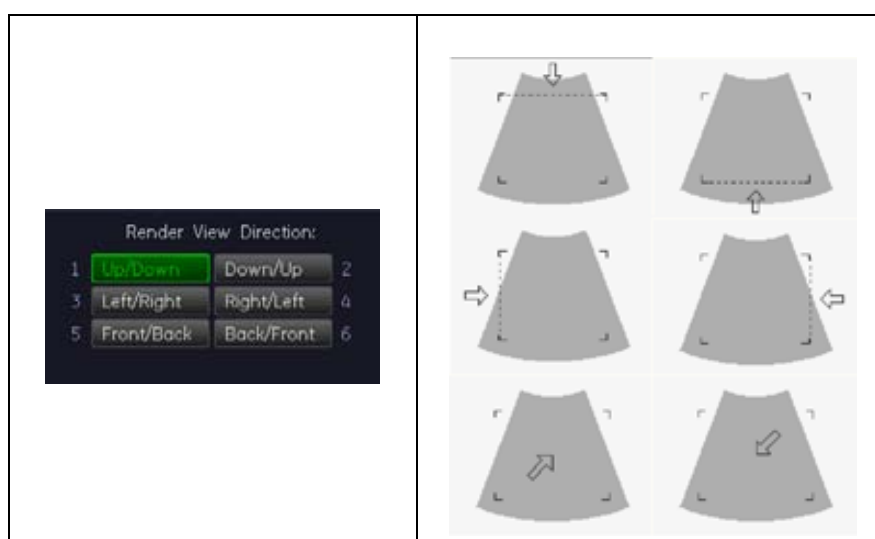 Render View Direction:
1 Up/Down Down/Up 2
3 Left/Right Right/Left 4
5 Front/Back Back/Front 6